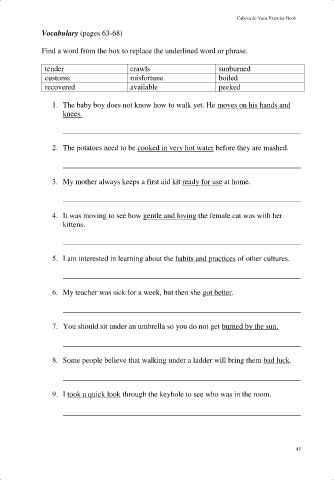 Cabeza de Vaca Exercise Book
Vocabulary (pages 63-68)
Find a word from the box to replace the underlined word or phrase.
tender crawls sunburned
customs misfortune boiled
recovered available peeked
1. The baby boy does not know how to walk yet. He moves on his hands and
knees.
2. The potatoes need to be cooked in very hot water before they are mashed.
3. My mother always keeps a first aid kit ready for use at home.
4. It was moving to see how gentle and loving the female cat was with her
kittens.
5. I am interested in learning about the habits and practices of other cultures.
6. My teacher was sick for a week, but then she got better.
7. You should sit under an umbrella so you do not get burned by the sun.
8. Some people believe that walking under a ladder will bring them bad luck.
9. I took a quick look through the keyhole to see who was in the room.
45